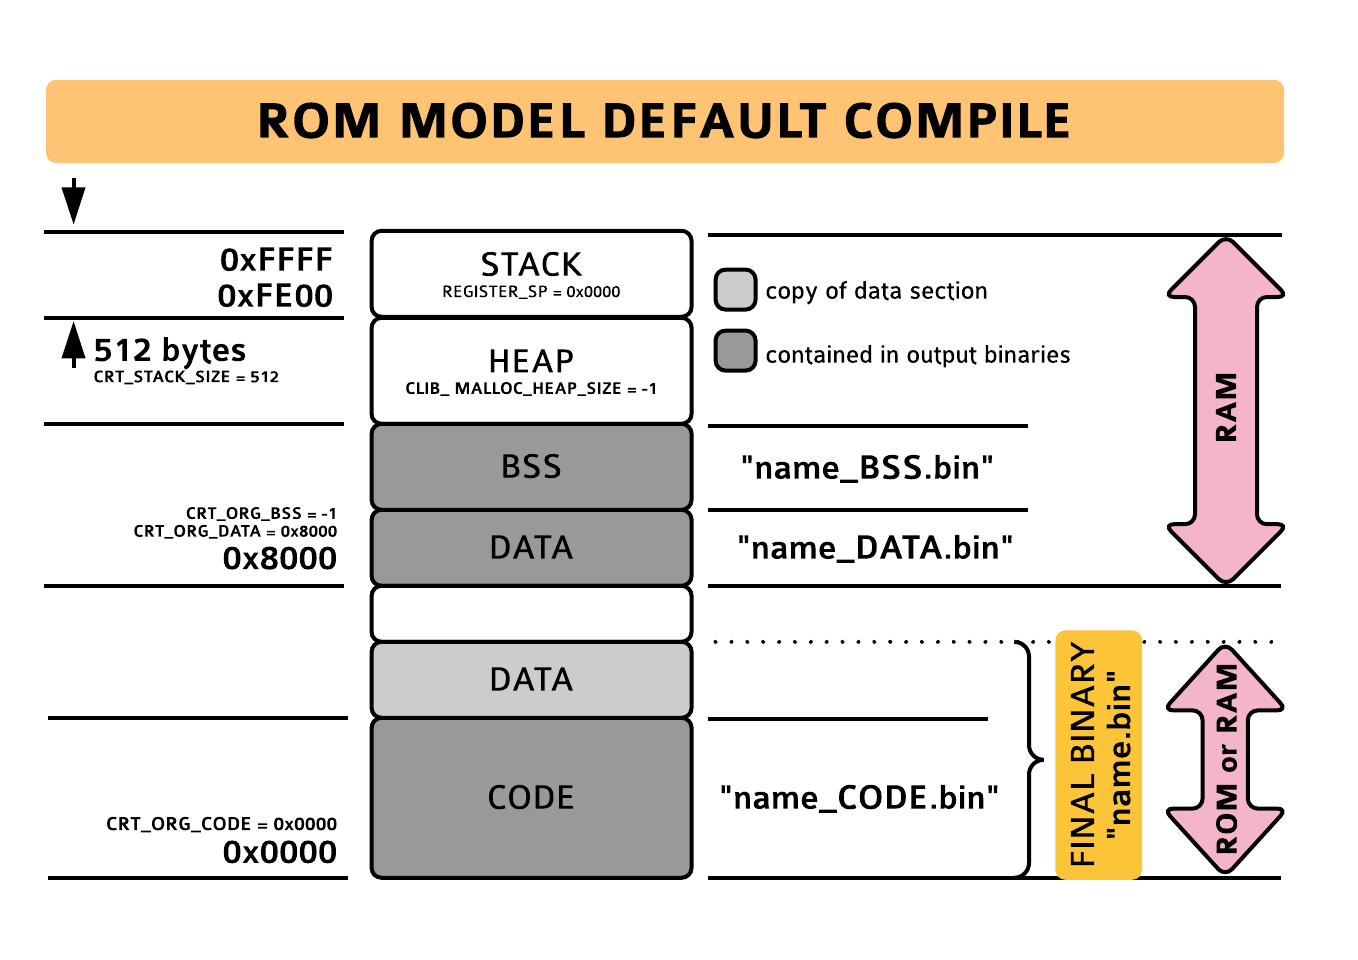 ROM MODEL DEFAULT COMPILE
0xFFFF
0xFE00
512 bytes
CRT_STACK_SIZE = 512
CRT_ORG_BSS = -1
CRT_ORG_DATA = 0x8000
0x8000
CRT_ORG_CODE = 0x0000
0x0000
STACK
REGISTER_SP = 0x0000
HEAP
CLIB_ MALLOC_HEAP_SIZE = -1
BSS
DATA
DATA
CODE
copy of data section
contained in output binaries
"name_BSS.bin"
"name_DATA.bin"
"name_CODE.bin"
FINAL BINARY
"name.bin"
RAM
ROM or RAM